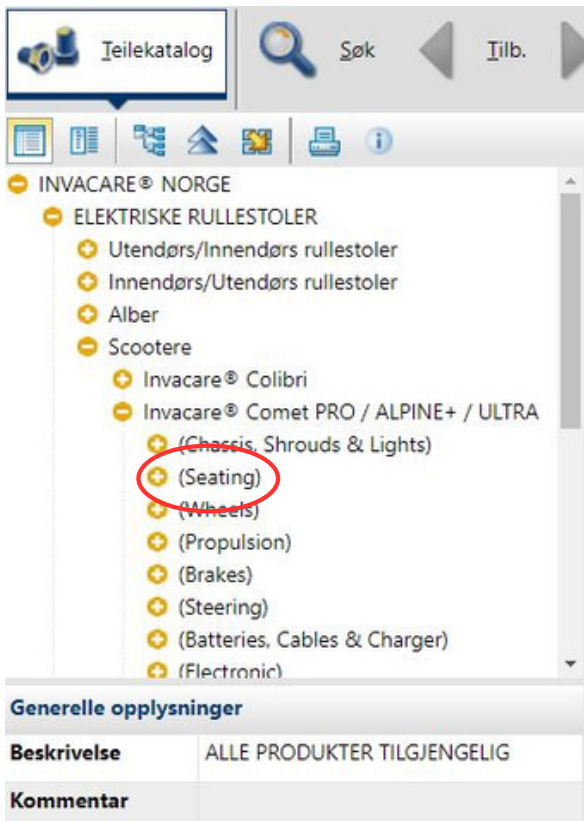 Teilekatalog Søk Tilb.
INVACARE® NORGE
ELEKTRISKE RULLESTOLER
Utendørs/Innendørs rullestoler
Innendørs/Utendørs rullestoler
Alber
Scootere
Invacare® Colibri
Invacare® Comet PRO / ALPINE+ / ULTRA
(Chassis, Shrouds & Lights)
(Seating)
(Wheels)
(Propulsion)
(Brakes)
(Steering)
(Batteries, Cables & Charger)
(Electronic)
Generelle opplysninger
Beskrivelse ALLE PRODUKTER TILGJENGELIG
Kommentar